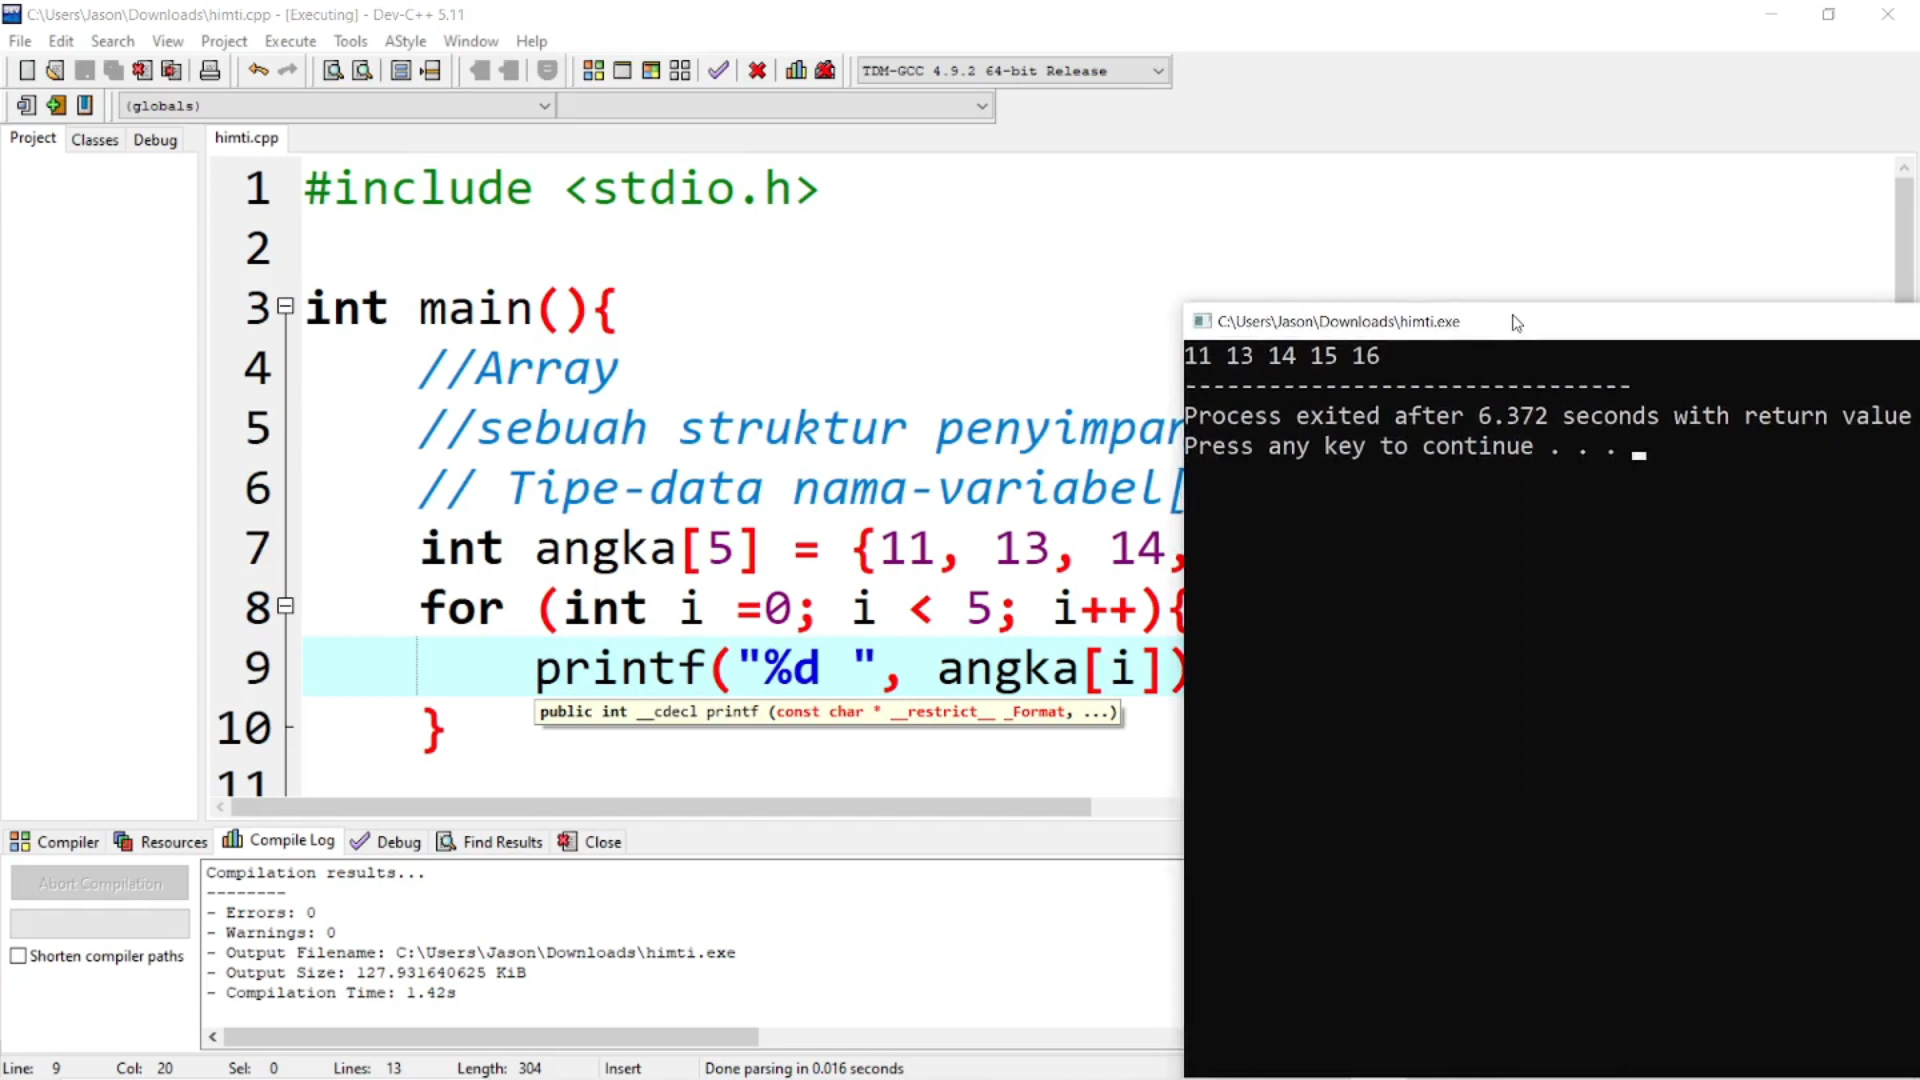 C:\Users\Jason\Downloads\himti.cpp - [Executing] - Dev-C++ 5.11
File Edit Search View Project Execute Tools AStyle Window Help
TDM-GCC 4.9.2 64-bit Release
(globals)
Project Classes Debug
himti.cpp
1 #include <stdio.h>
2
3 int main(){
4 //Array
5 //sebuah struktur
6 // Tipe-data nama-variabel[
7 int angka[5] = {11, 13, 14,
8 for (int i =0; i < 5; i++){
9 printf("%d ", angka[i])
public int __cdecl printf (const char * __restrict__ _Format, ...)
10 }
11
C:\Users\Jason\Downloads\himti.exe
11 13 14 15 16
--------------------------------
Process exited after 6.372 seconds with return value
Press any key to continue . . .
Compiler Resources Compile Log Debug Find Results Close
Abort Compilation
Shorten compiler paths
Compilation results...
--------
- Errors: 0
- Warnings: 0
- Output Filename: C:\Users\Jason\Downloads\himti.exe
- Output Size: 127.931640625 KiB
- Compilation Time: 1.42s
Line: 9 Col: 20 Sel: 0 Lines: 13 Length: 304 Insert Done parsing in 0.016 seconds